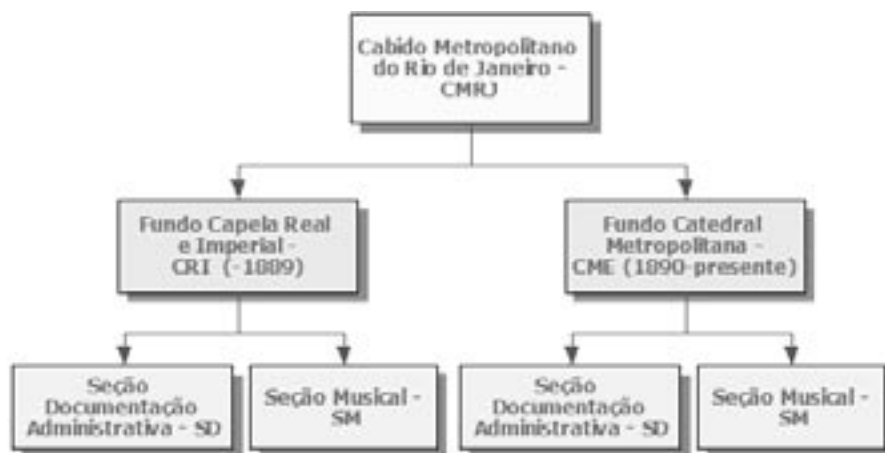 Cabido Metropolitano
do Rio de Janeiro -
CMRJ
Fundo Capela Real
e Imperial -
CRI (-1889)
Fundo Catedral
Metropolitana -
CME (1890-presente)
Seção
Documentação
Administrativa - SD
Seção Musical -
SM
Seção
Documentação
Administrativa - SD
Seção Musical -
SM